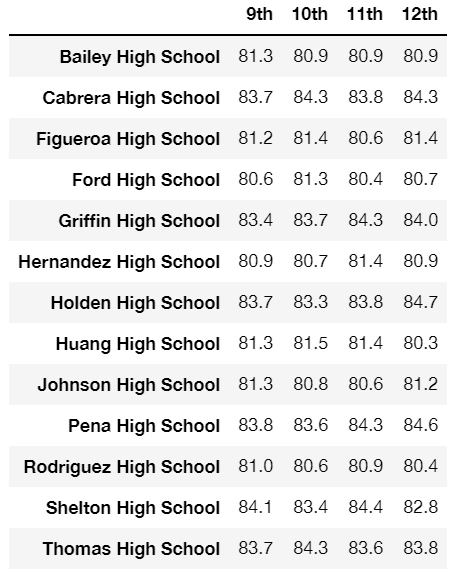 9th 10th 11th 12th
Bailey High School 81.3 80.9 80.9 80.9
Cabrera High School 83.7 84.3 83.8 84.3
Figueroa High School 81.2 81.4 80.6 81.4
Ford High School 80.6 81.3 80.4 80.7
Griffin High School 83.4 83.7 84.3 84.0
Hernandez High School 80.9 80.7 81.4 80.9
Holden High School 83.7 83.3 83.8 84.7
Huang High School 81.3 81.5 81.4 80.3
Johnson High School 81.3 80.8 80.6 81.2
Pena High School 83.8 83.6 84.3 84.6
Rodriguez High School 81.0 80.6 80.9 80.4
Shelton High School 84.1 83.4 84.4 82.8
Thomas High School 83.7 84.3 83.6 83.8